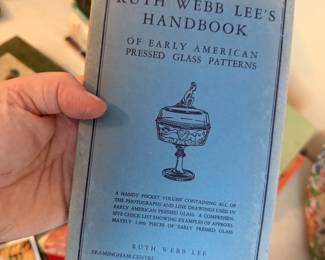 RUTH WEBB LEE'S
HANDBOOK
OF EARLY AMERICAN
PRESSED GLASS PATTERNS
A HANDY POCKET VOLUME CONTAINING ALL OF
THE PHOTOGRAPHS AND LINE DRAWINGS USED IN
EARLY AMERICAN PRESSED GLASS. A COMPREHEN-
SIVE CHECK LIST SHOWING EXAMPLES OF APPROXI-
MATELY PIECES OF EARLY PRESSED GLASS
RUTH WEBB LEE
FRAMINGHAM CENTRE